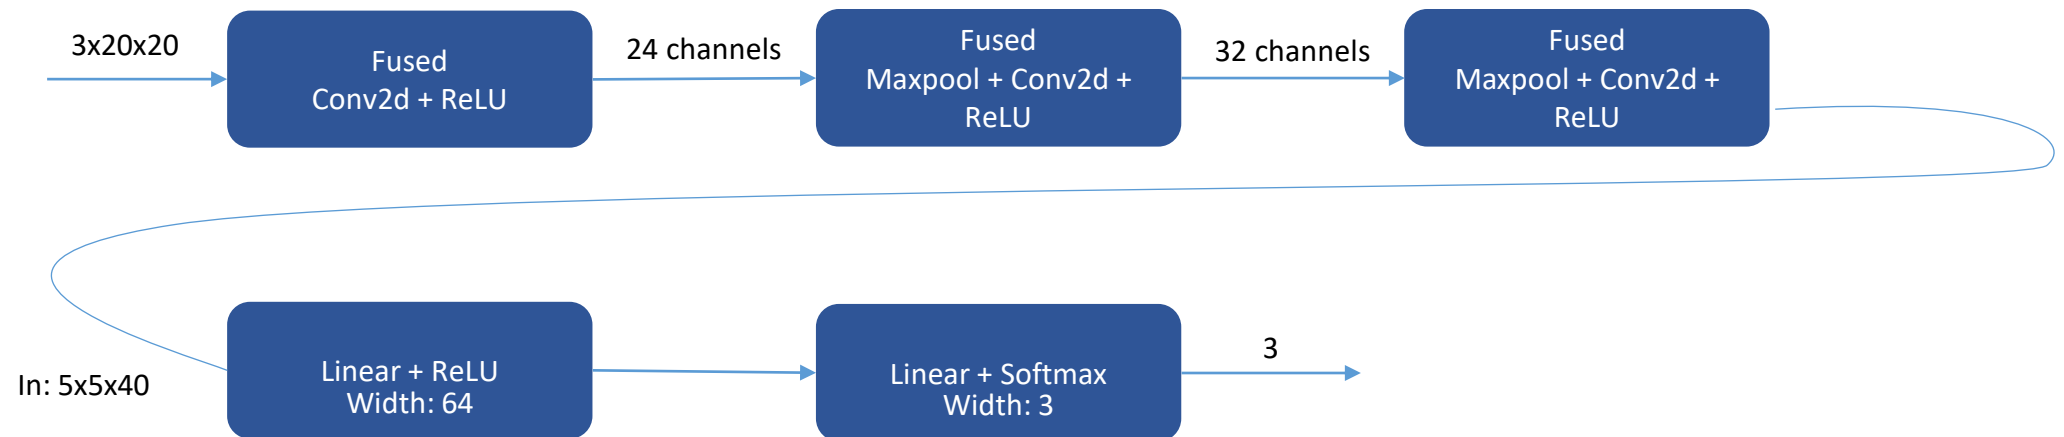 3x20x20
Fused
Conv2d + ReLU
24 channels
Fused
Maxpool + Conv2d +
ReLU
32 channels
Fused
Maxpool + Conv2d +
ReLU
In: 5x5x40
Linear + ReLU
Width: 64
Linear + Softmax
Width: 3
3